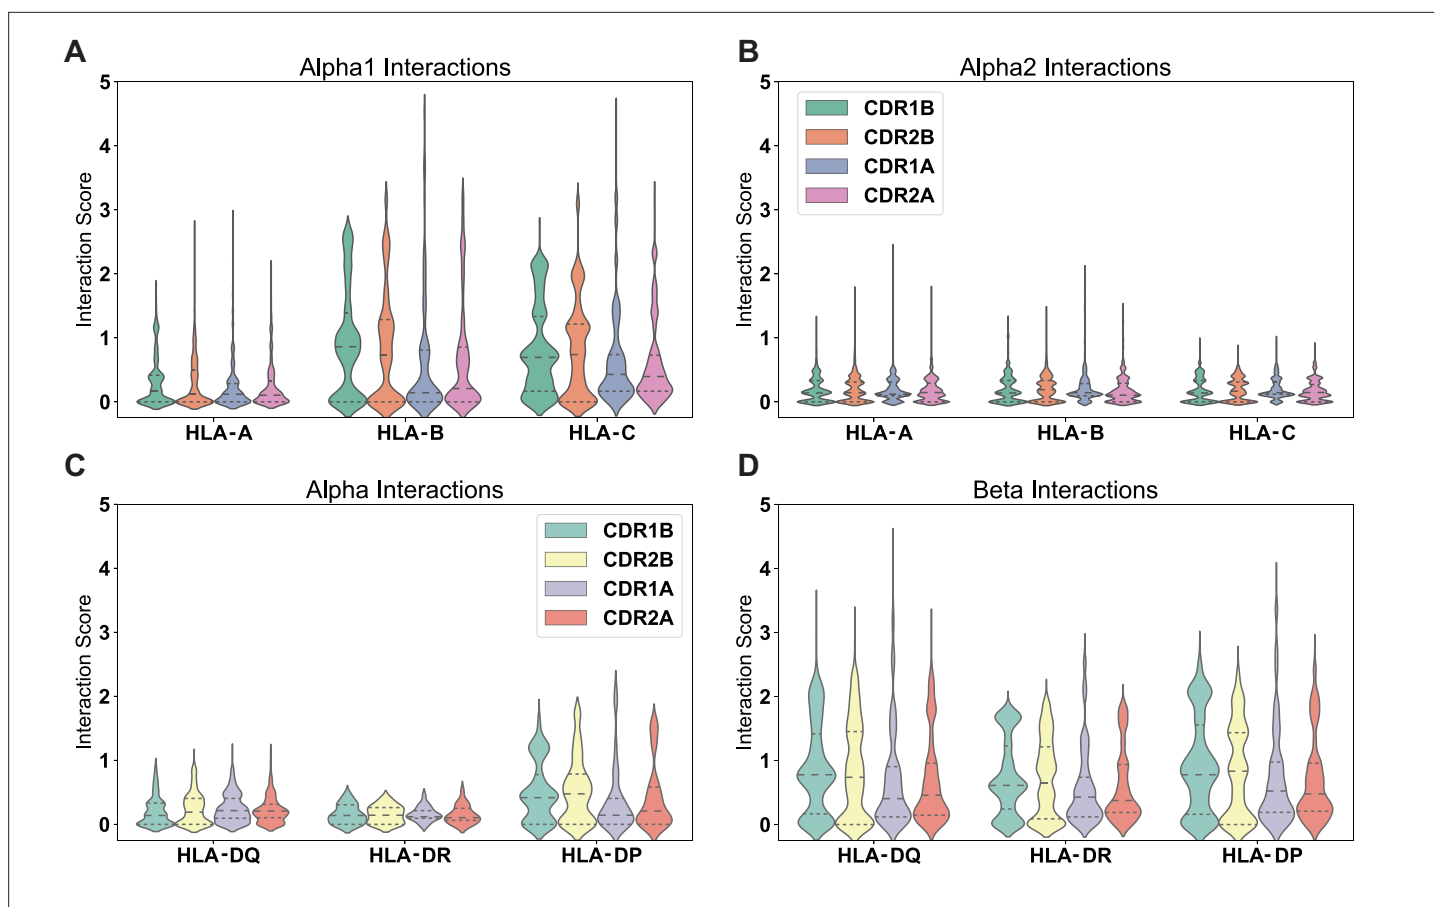 A
Alpha1 Interactions
Interaction Score
5
4
3
2
1
0
HLA-A
HLA-B
HLA-C
B
Alpha2 Interactions
Interaction Score
5
4
3
2
1
0
CDR1B
CDR2B
CDR1A
CDR2A
HLA-A
HLA-B
HLA-C
C
Alpha Interactions
Interaction Score
5
4
3
2
1
0
CDR1B
CDR2B
CDR1A
CDR2A
HLA-DQ
HLA-DR
HLA-DP
D
Beta Interactions
Interaction Score
5
4
3
2
1
0
HLA-DQ
HLA-DR
HLA-DP